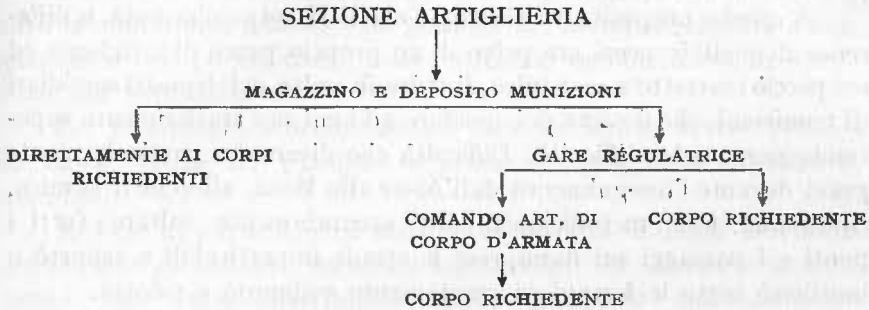 SEZIONE ARTIGLIERIA
MAGAZZINO E DEPOSITO MUNIZIONI
DIRETTAMENTE AI CORPI
RICHIEDENTI
GARE RÉGULATRICE
COMANDO ART. DI
CORPO D'ARMATA
CORPO RICHIEDENTE
CORPO RICHIEDENTE